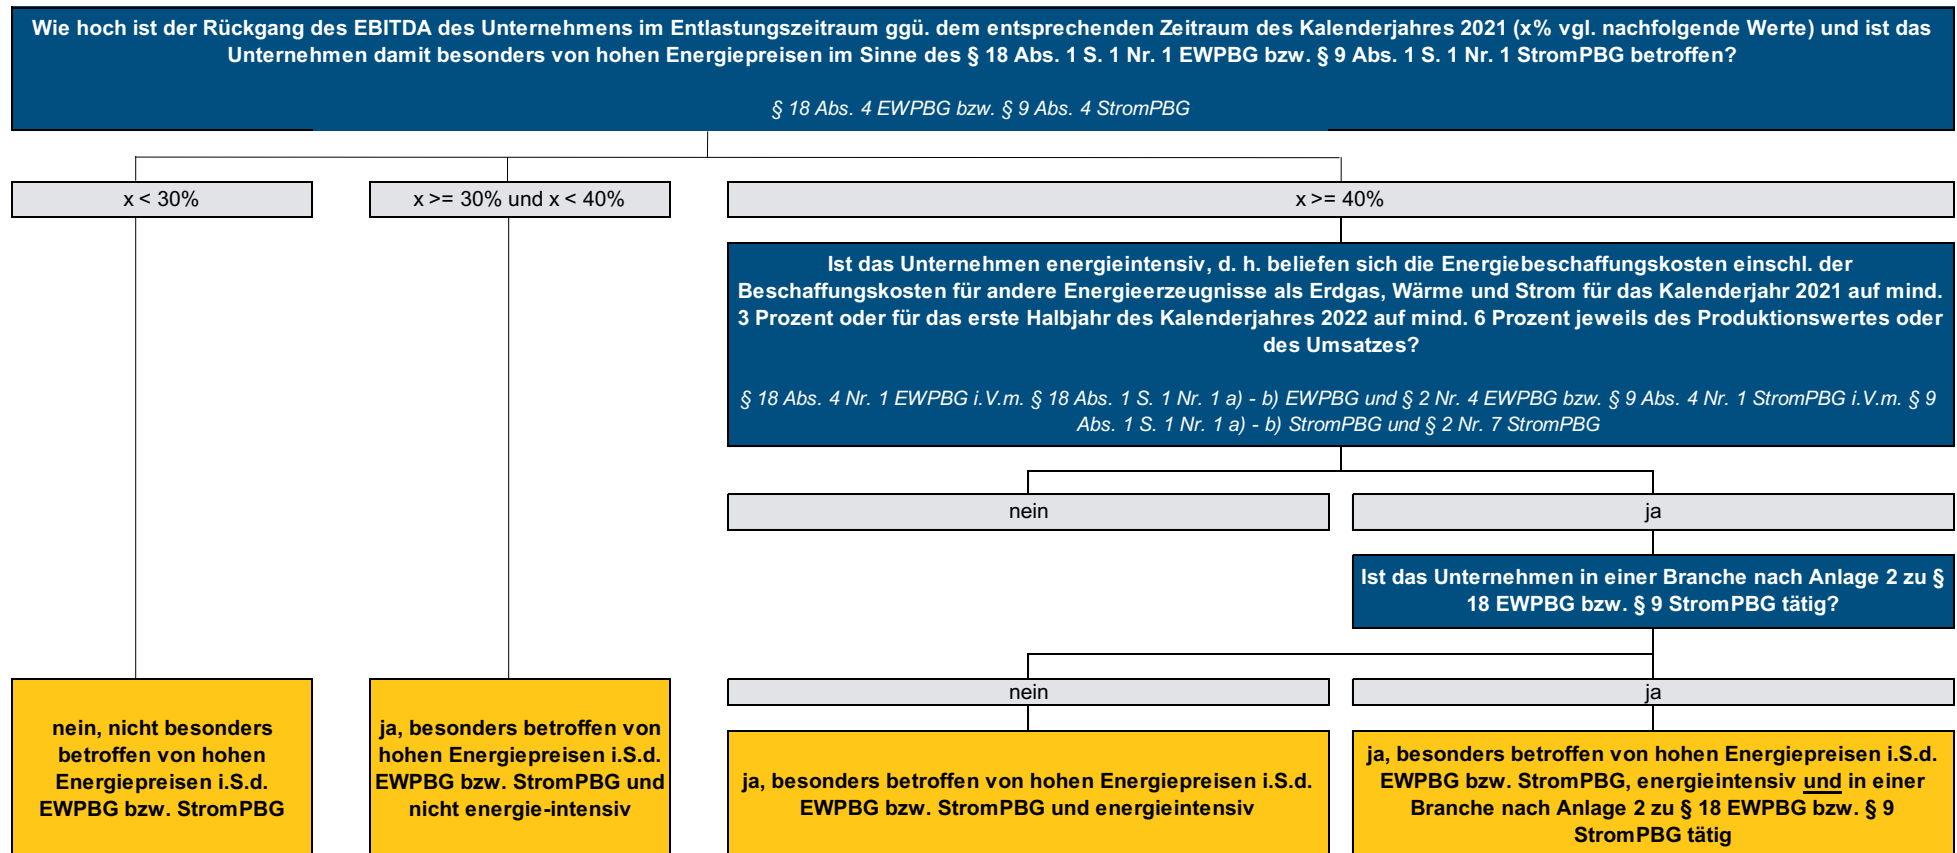 Wie hoch ist der Rückgang des EBITDA des Unternehmens im Entlastungszeitraum ggü. dem entsprechenden Zeitraum des Kalenderjahres 2021 (x% vgl. nachfolgende Werte) und ist das
Unternehmen damit besonders von hohen Energiepreisen im Sinne des § 18 Abs. 1 S. 1 Nr. 1 EWPBG bzw. § 9 Abs. 1 S. 1 Nr. 1 StromPBG betroffen?
§ 18 Abs. 4 EWPBG bzw. § 9 Abs. 4 StromPBG
x < 30%
x >= 30% und x < 40%
x >= 40%
Ist das Unternehmen energieintensiv, d. h. beliefen sich die Energiebeschaffungskosten einschl. der
Beschaffungskosten für andere Energieerzeugnisse als Erdgas, Wärme und Strom für das Kalenderjahr 2021 auf mind.
3 Prozent oder für das erste Halbjahr des Kalenderjahres 2022 auf mind. 6 Prozent jeweils des Produktionswertes oder
des Umsatzes?
§ 18 Abs. 4 Nr. 1 EWPBG i.V.m. § 18 Abs. 1 S. 1 Nr. 1 a) - b) EWPBG und § 2 Nr. 4 EWPBG bzw. § 9 Abs. 4 Nr. 1 StromPBG i.V.m. § 9
Abs. 1 S. 1 Nr. 1 a) - b) StromPBG und § 2 Nr. 7 StromPBG
nein
ja
Ist das Unternehmen in einer Branche nach Anlage 2 zu §
18 EWPBG bzw. § 9 StromPBG tätig?
nein
ja
nein, nicht besonders
betroffen von hohen
Energiepreisen i.S.d.
EWPBG bzw. StromPBG
ja, besonders betroffen von
hohen Energiepreisen i.S.d.
EWPBG bzw. StromPBG und
nicht energie-intensiv
ja, besonders betroffen von hohen Energiepreisen i.S.d.
EWPBG bzw. StromPBG und energieintensiv
ja, besonders betroffen von hohen Energiepreisen i.S.d.
EWPBG bzw. StromPBG, energieintensiv und in einer
Branche nach Anlage 2 zu § 18 EWPBG bzw. § 9
StromPBG tätig